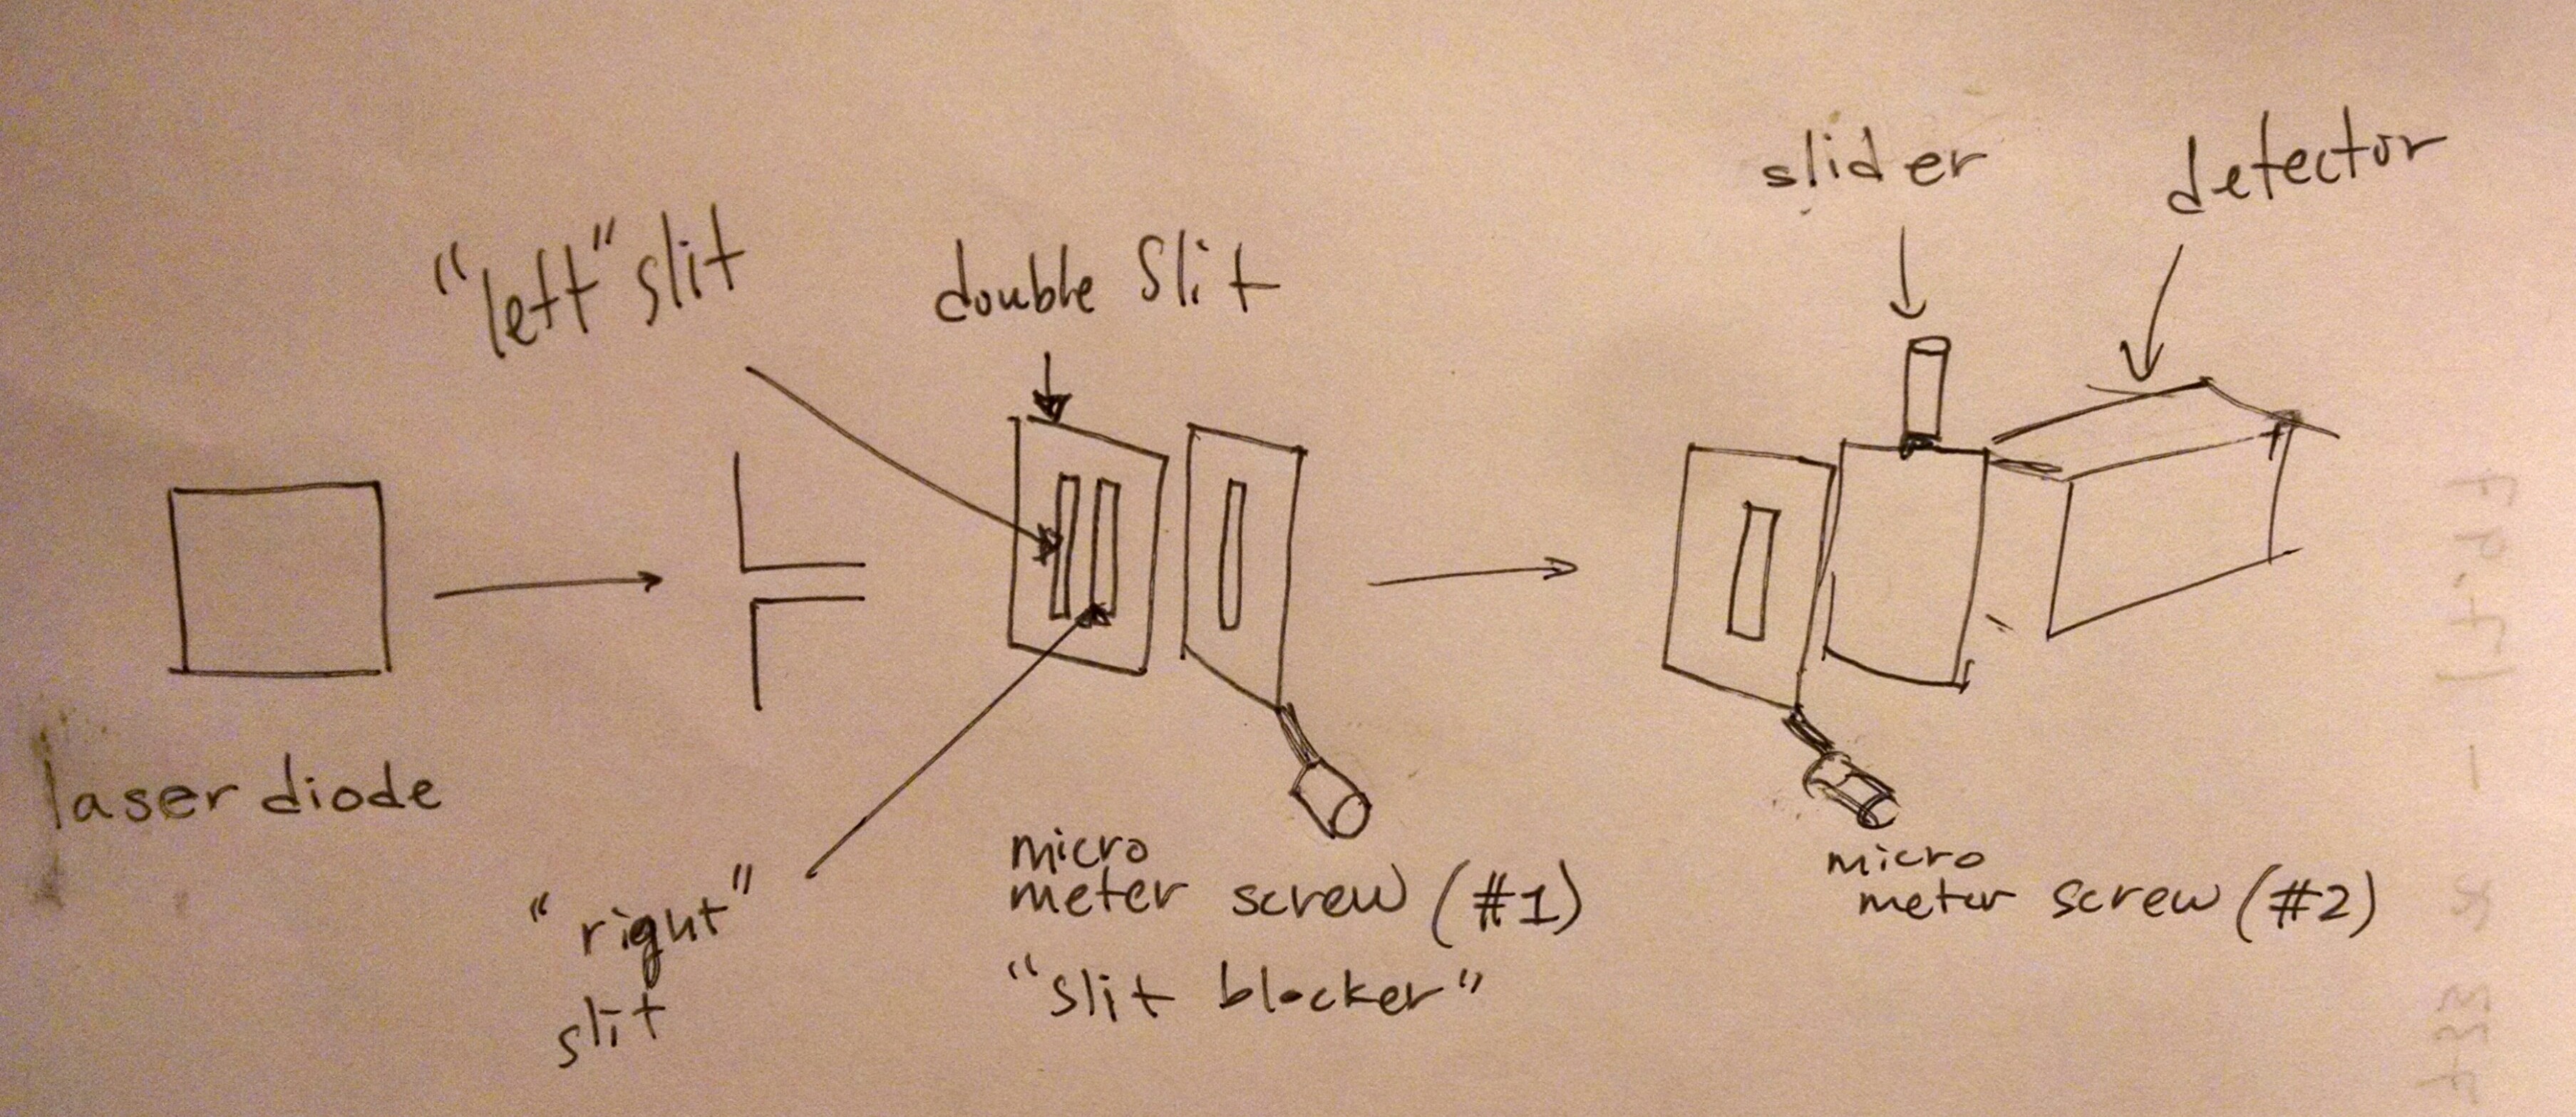 slider
detector
"left" slit
double Slit
laser diode
"right"
slit
micro
meter screw (#1)
"slit blocker"
micro
meter screw (#2)